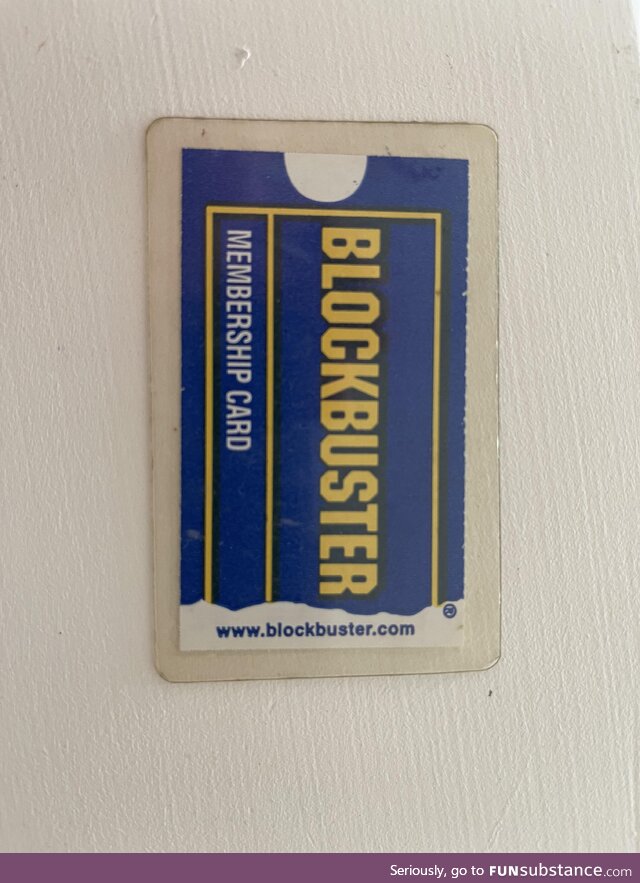 BLOCKBUSTER
MEMBERSHIP CARD
®
www.blockbuster.com
Seriously, go to FUNsubstance.com